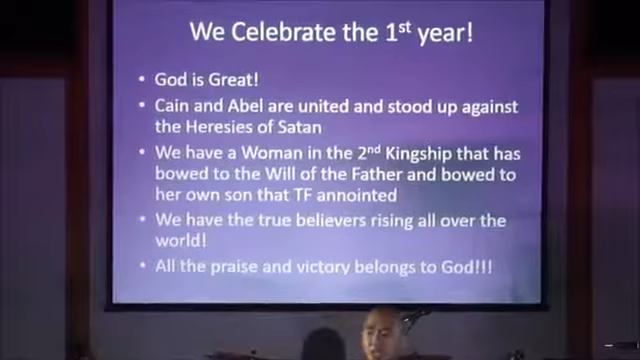 We Celebrate the 1st year!
• God is Great!
• Cain and Abel are united and stood up against
the Heresies of Satan
• We have a Woman in the 2nd Kingship that has
bowed to the Will of the Father and bowed to
her own son that TF annointed
• We have the true believers rising all over the
world!
• All the praise and victory belongs to God!!!